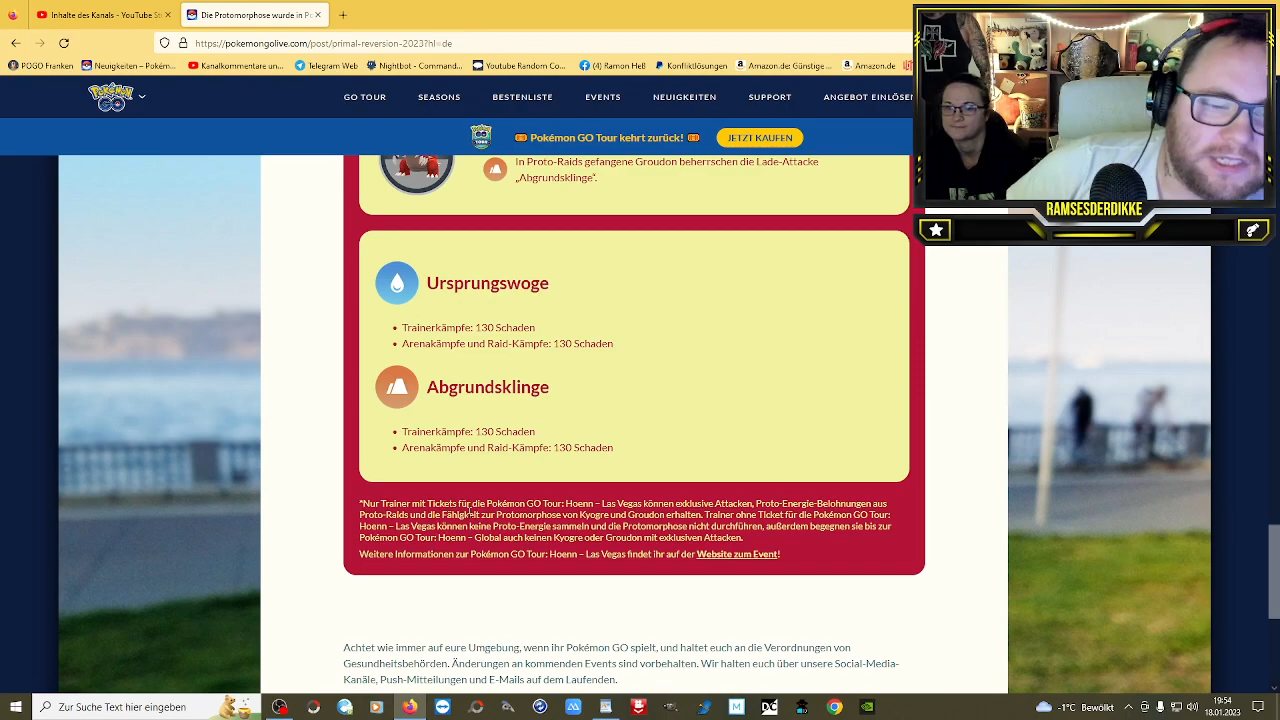 Inhalte des Kanals - YouTube S
Protomorphose wurde in P
https://pokemongolive.com/post/primal-reversion-2023?hl=de
POGO Franken
Neuigkeiten – Pokém...
Kanalkommentare un...
Telegram Web
Nightbot - Comman...
Youtube Random Co...
(4) Ramon Heß
Konfliktlösungen
Amazon.de Günstige ...
Amazon.de
POKÉMON GO
GO TOUR
SEASONS
BESTENLISTE
EVENTS
NEUIGKEITEN
SUPPORT
ANGEBOT EINLÖSEN
Pokémon GO Tour kehrt zurück!
JETZT KAUFEN
RAMSESDERDIKKE
In Proto-Raids gefangene Groudon beherrschen die Lade-Attacke
„Abgrundsklinge“.
Ursprungswoge
• Trainerkämpfe: 130 Schaden
• Arenakämpfe und Raid-Kämpfe: 130 Schaden
Abgrundsklinge
• Trainerkämpfe: 130 Schaden
• Arenakämpfe und Raid-Kämpfe: 130 Schaden
*Nur Trainer mit Tickets für die Pokémon GO Tour: Hoenn – Las Vegas können exklusive Attacken, Proto-Energie-Belohnungen aus
Proto-Raids und die Fähigkeit zur Protomorphose von Kyogre und Groudon erhalten. Trainer ohne Ticket für die Pokémon GO Tour:
Hoenn – Las Vegas können keine Proto-Energie sammeln und die Protomorphose nicht durchführen, außerdem begegnen sie bis zur
Pokémon GO Tour: Hoenn – Global auch keinen Kyogre oder Groudon mit exklusiven Attacken.
Weitere Informationen zur Pokémon GO Tour: Hoenn – Las Vegas findet ihr auf der Website zum Event!
Achtet wie immer auf eure Umgebung, wenn ihr Pokémon GO spielt, und haltet euch an die Verordnungen von
Gesundheitsbehörden. Änderungen an kommenden Events sind vorbehalten. Wir halten euch über unsere Social-Media-
Kanäle, Push-Mitteilungen und E-Mails auf dem Laufenden.
Zur Suche Text hier eingeben
19:54
18.01.2023